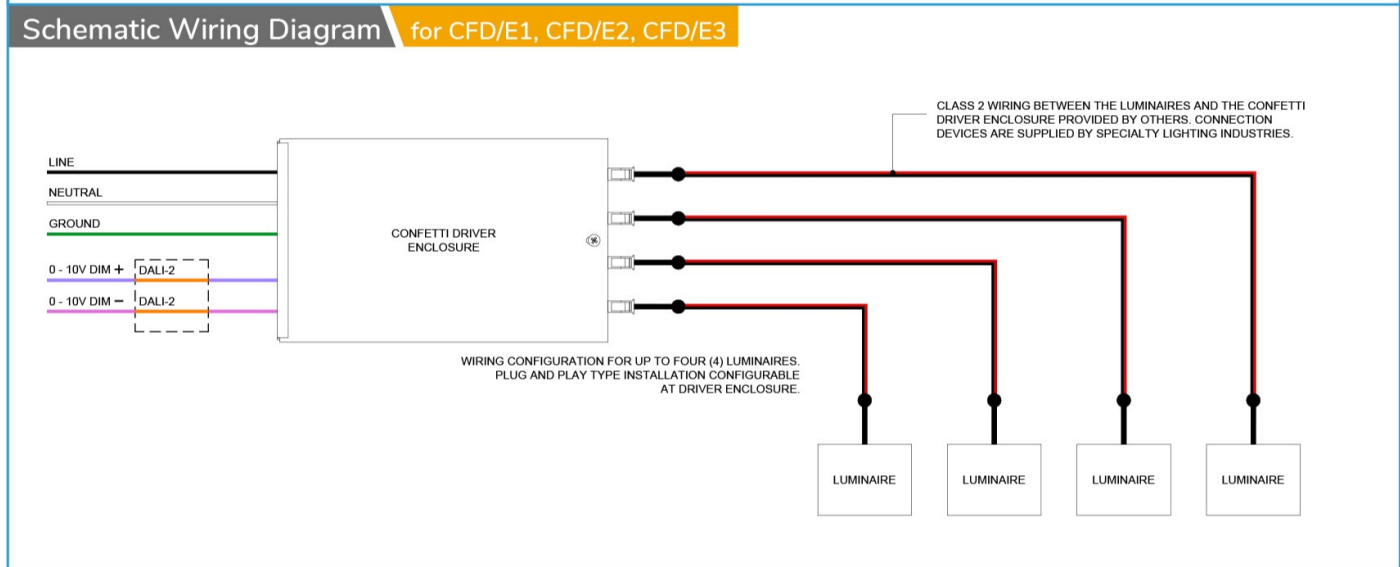 Schematic Wiring Diagram for CFD/E1, CFD/E2, CFD/E3
CLASS 2 WIRING BETWEEN THE LUMINAIRES AND THE CONFETTI
DRIVER ENCLOSURE PROVIDED BY OTHERS. CONNECTION
DEVICES ARE SUPPLIED BY SPECIALTY LIGHTING INDUSTRIES.
LINE
NEUTRAL
GROUND
0 - 10V DIM + DALI-2
0 - 10V DIM − DALI-2
CONFETTI DRIVER
ENCLOSURE
WIRING CONFIGURATION FOR UP TO FOUR (4) LUMINAIRES.
PLUG AND PLAY TYPE INSTALLATION CONFIGURABLE
AT DRIVER ENCLOSURE.
LUMINAIRE LUMINAIRE LUMINAIRE LUMINAIRE